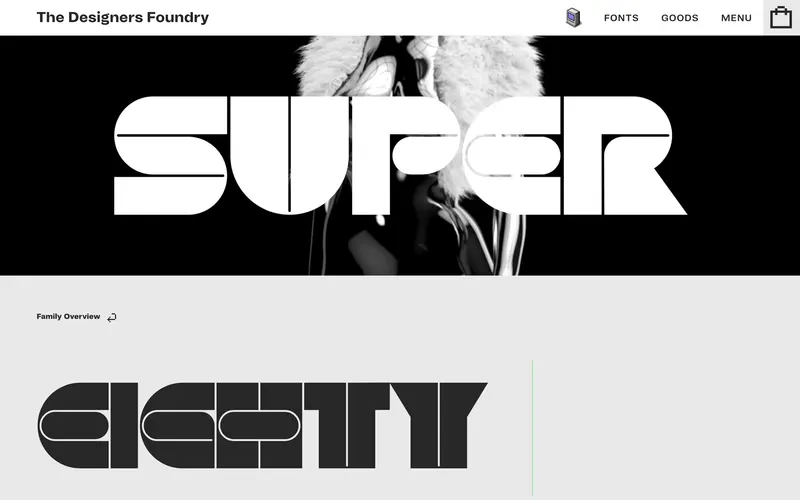 The Designers Foundry
FONTS
GOODS
MENU
SUPER
Family Overview
EIGHTY